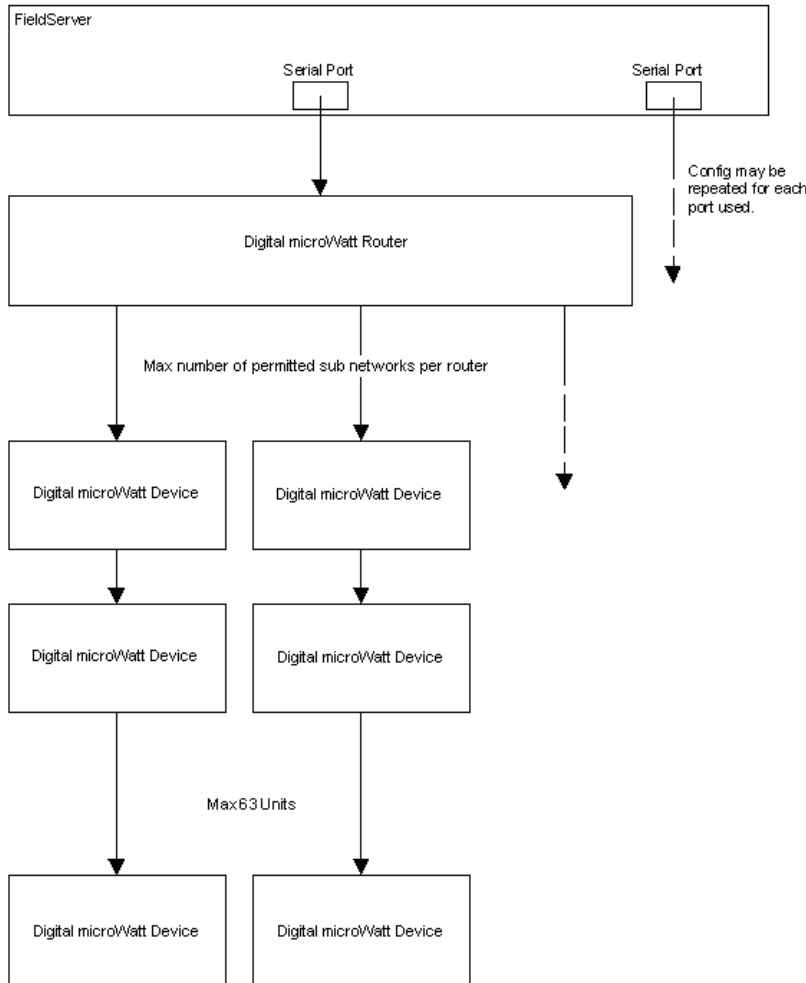 FieldServer
Serial Port
Serial Port
Config may be
repeated for each
port used.
Digital microWatt Router
Max number of permitted sub networks per router
Digital microWatt Device
Digital microWatt Device
Digital microWatt Device
Digital microWatt Device
Max 63 Units
Digital microWatt Device
Digital microWatt Device